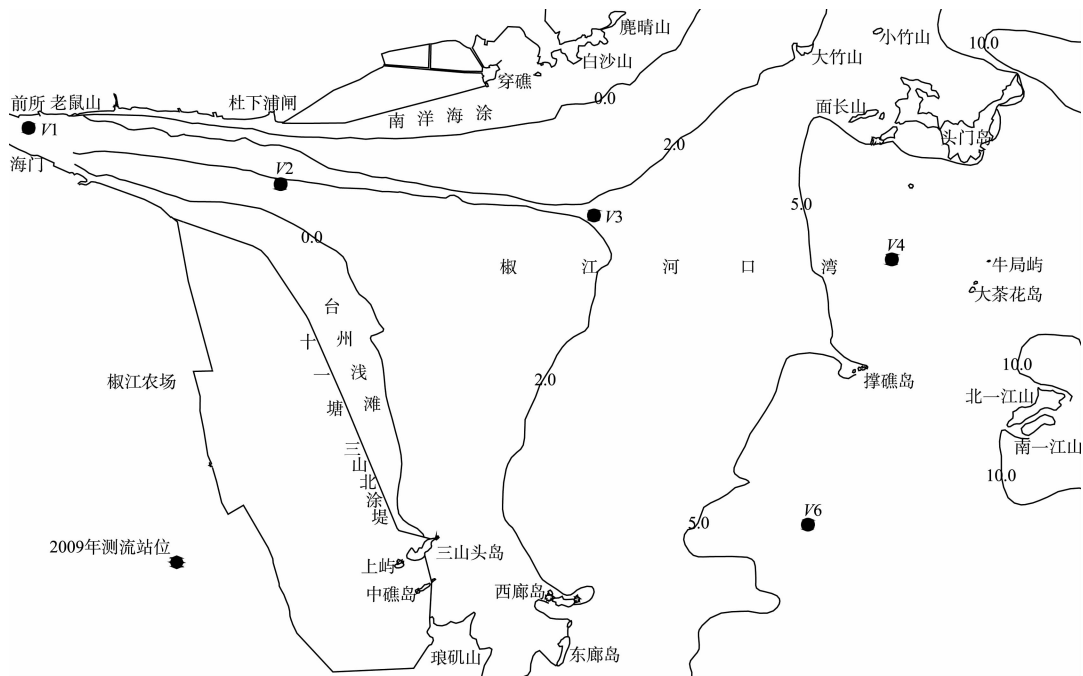 麂晴山
小竹山
10.0
白沙山
大竹山
穿礁
0.0
前所 老鼠山
杜下浦闸
南洋海涂
面长山
头门岛
V1
2.0
海门
V2
5.0
V3
0.0
V4
椒江河口湾
牛局屿
大茶花岛
台州浅滩
十一塘
10.0
椒江农场
2.0
撑礁岛
北一江山
南一江山
三山北涂堤
10.0
V6
5.0
2009年测流站位
三山头岛
上屿
中礁岛
西廊岛
琅矶山
东廊岛